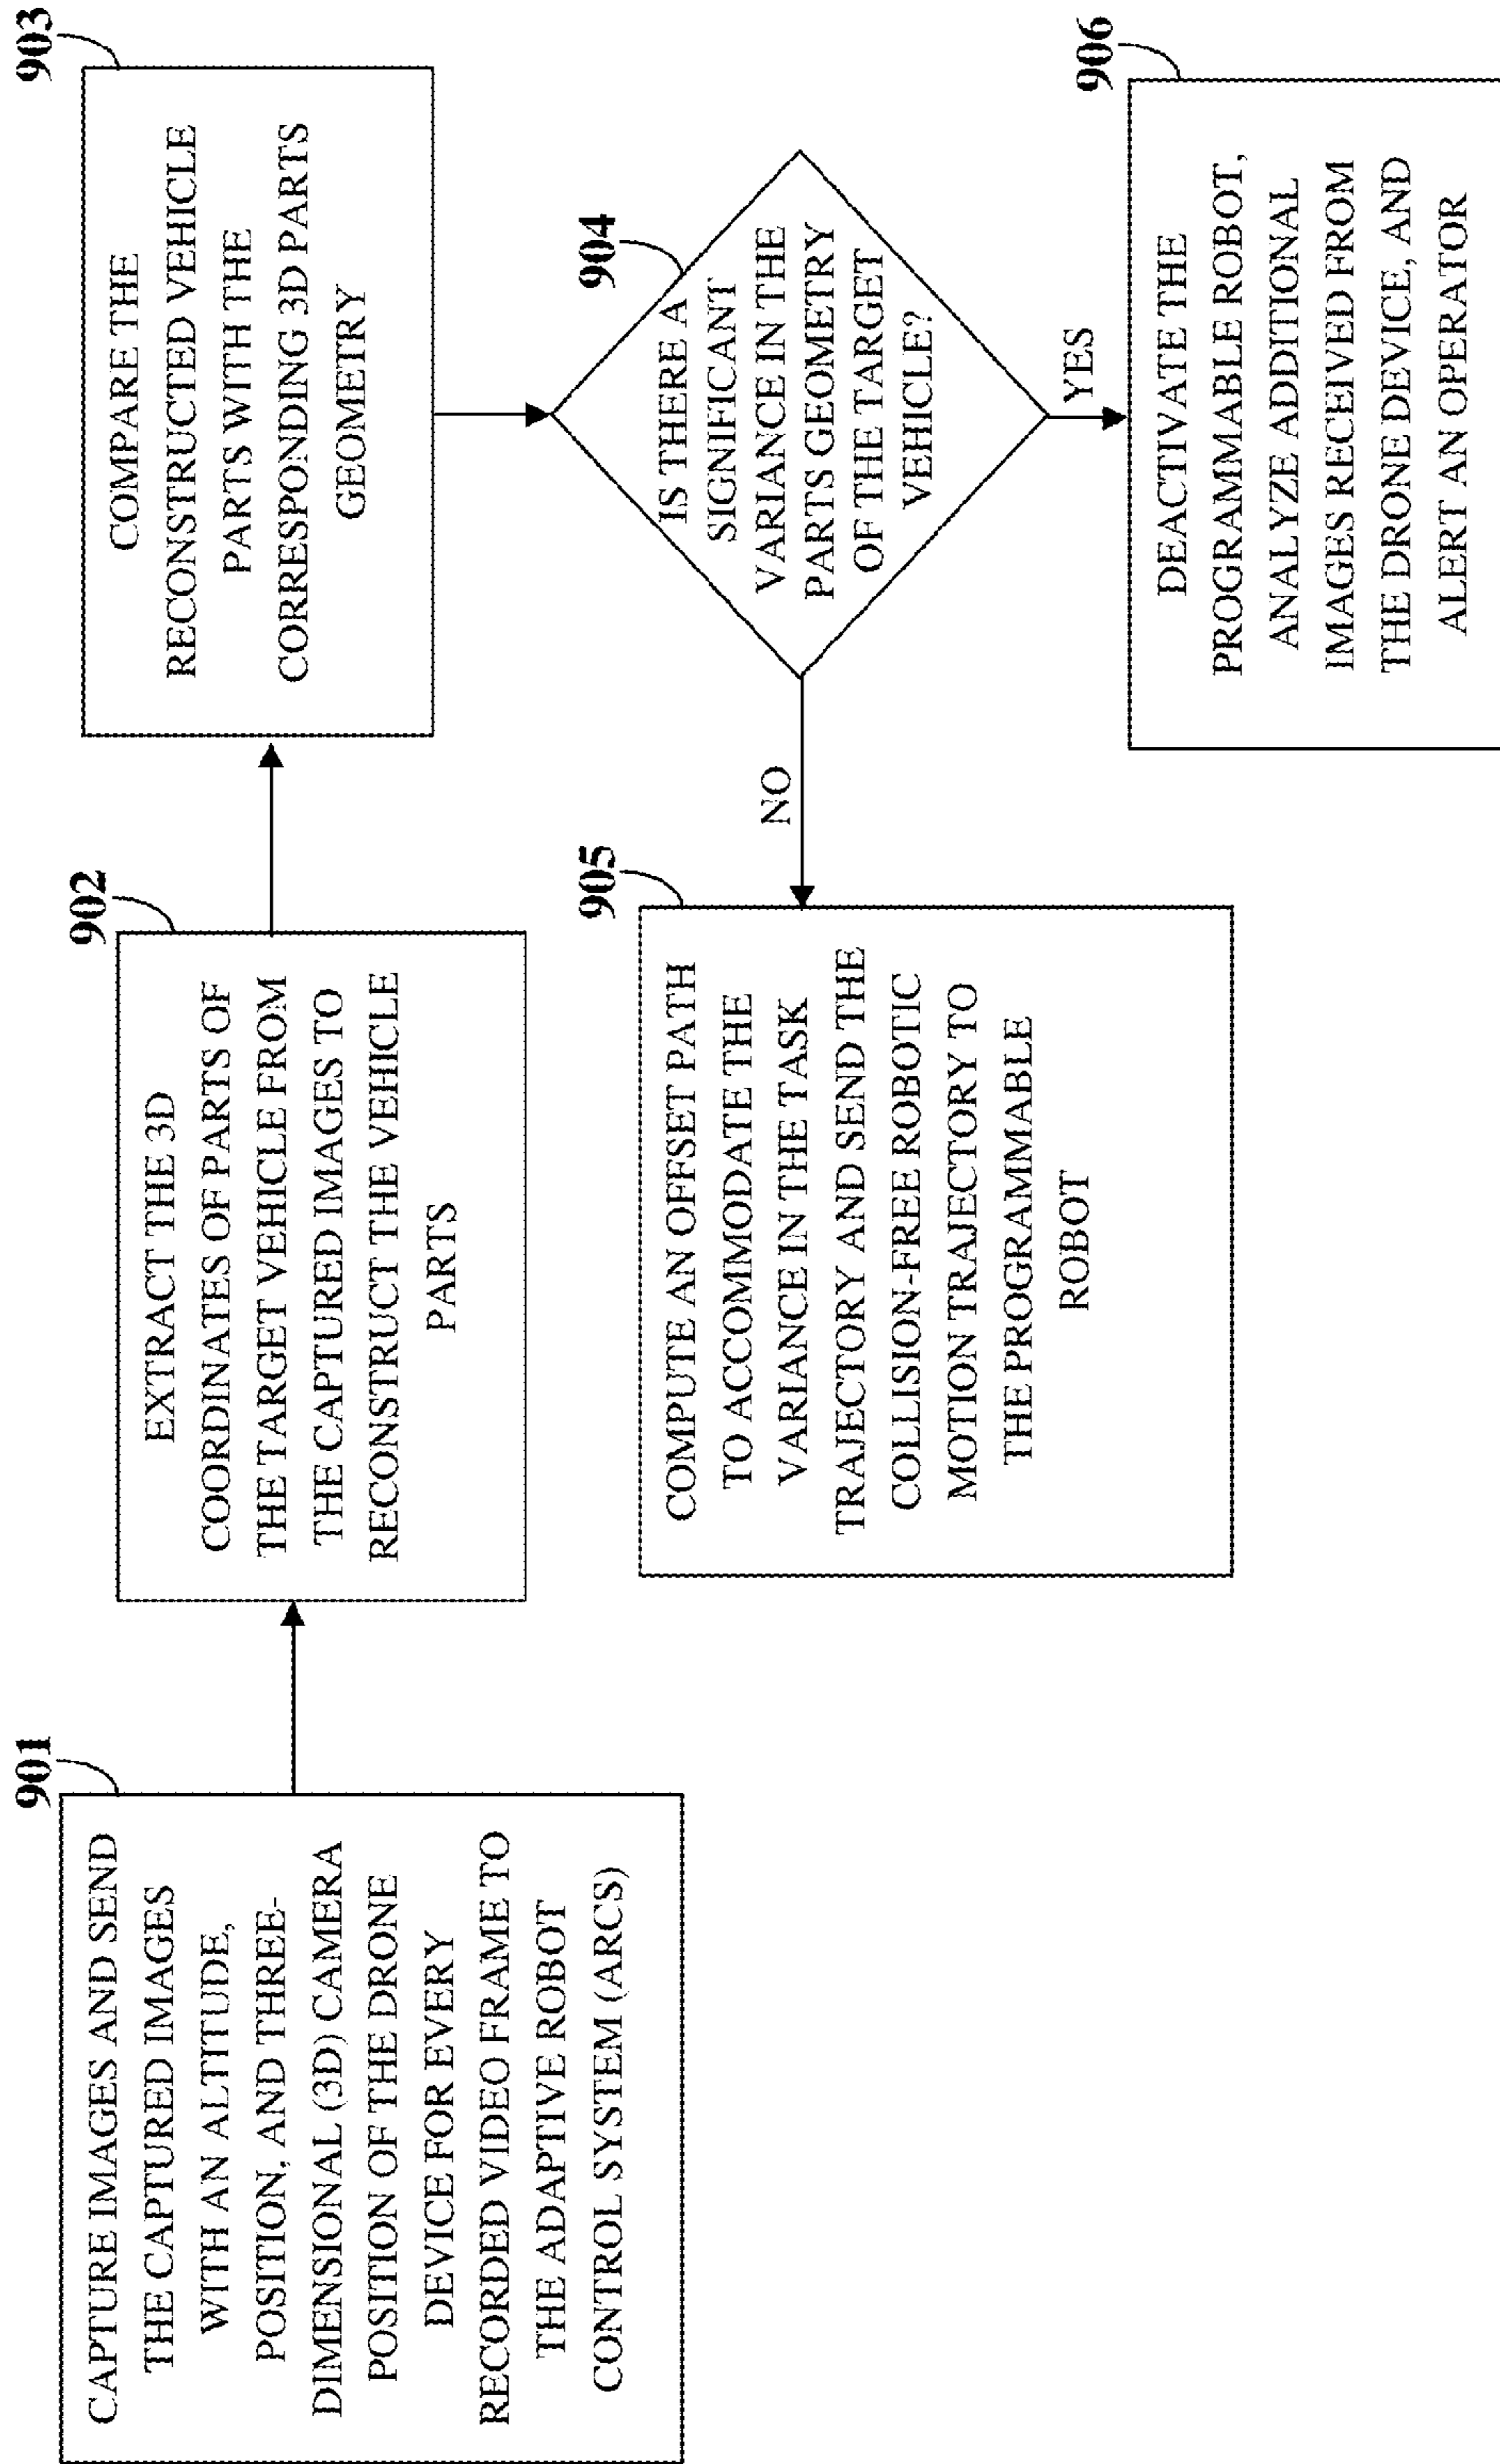 901
CAPTURE IMAGES AND SEND
THE CAPTURED IMAGES
WITH AN ALTITUDE,
POSITION, AND THREE-
DIMENSIONAL (3D) CAMERA
POSITION OF THE DRONE
DEVICE FOR EVERY
RECORDED VIDEO FRAME TO
THE ADAPTIVE ROBOT
CONTROL SYSTEM (ARCS)
902
EXTRACT THE 3D
COORDINATES OF PARTS OF
THE TARGET VEHICLE FROM
THE CAPTURED IMAGES TO
RECONSTRUCT THE VEHICLE
PARTS
903
COMPARE THE
RECONSTRUCTED VEHICLE
PARTS WITH THE
CORRESPONDING 3D PARTS
GEOMETRY
904
IS THERE A
SIGNIFICANT
VARIANCE IN THE
PARTS GEOMETRY
OF THE TARGET
VEHICLE?
NO
905
COMPUTE AN OFFSET PATH
TO ACCOMMODATE THE
VARIANCE IN THE TASK
TRAJECTORY AND SEND THE
COLLISION-FREE ROBOTIC
MOTION TRAJECTORY TO
THE PROGRAMMABLE
ROBOT
YES
906
DEACTIVATE THE
PROGRAMMABLE ROBOT,
ANALYZE ADDITIONAL
IMAGES RECEIVED FROM
THE DRONE DEVICE, AND
ALERT AN OPERATOR